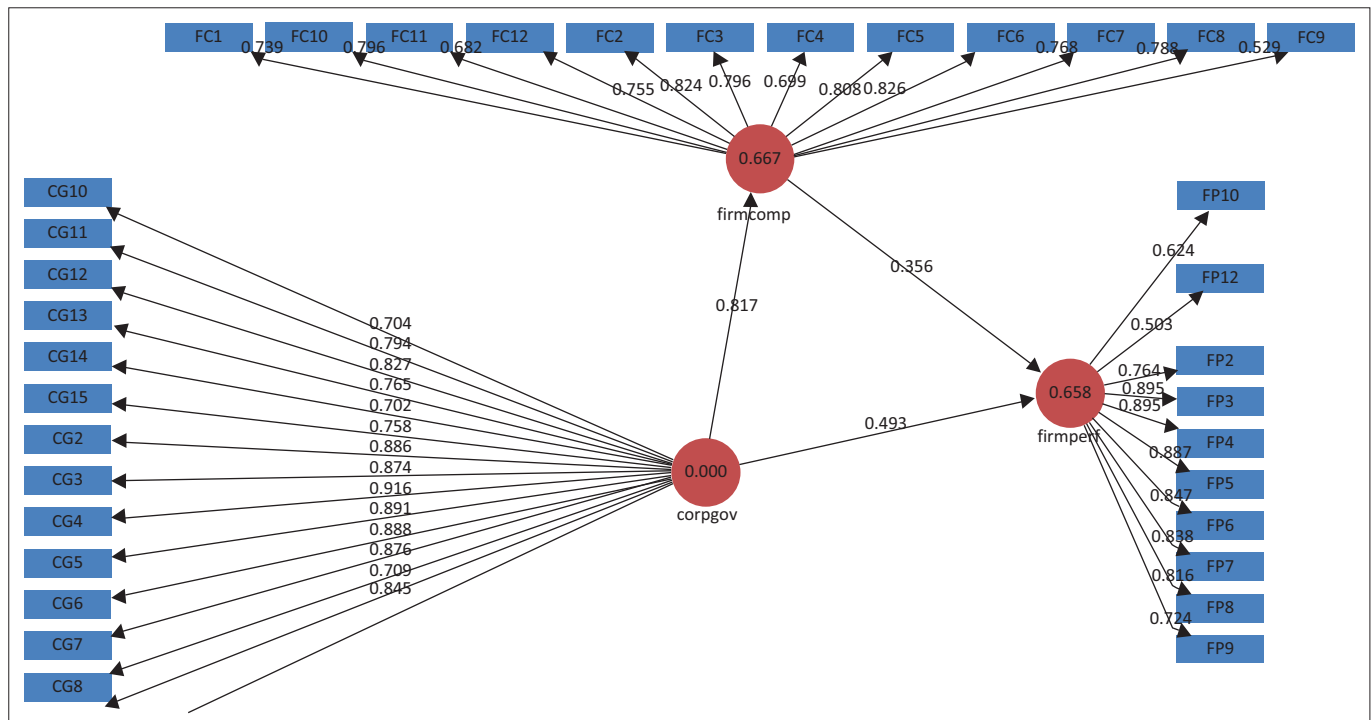 FC1
FC10
FC11
FC12
FC2
FC3
FC4
FC5
FC6
FC7
FC8
FC9
0.739
0.796
0.682
0.755
0.824
0.796
0.699
0.808
0.826
0.768
0.788
0.529
0.667
firmcomp
CG10
CG11
CG12
CG13
CG14
CG15
CG2
CG3
CG4
CG5
CG6
CG7
CG8
0.704
0.794
0.827
0.765
0.702
0.758
0.886
0.874
0.916
0.891
0.888
0.876
0.709
0.845
0.817
0.356
0.493
0.000
corpgov
0.658
firmperf
0.624
0.503
0.764
0.895
0.895
0.887
0.847
0.838
0.816
0.724
FP10
FP12
FP2
FP3
FP4
FP5
FP6
FP7
FP8
FP9